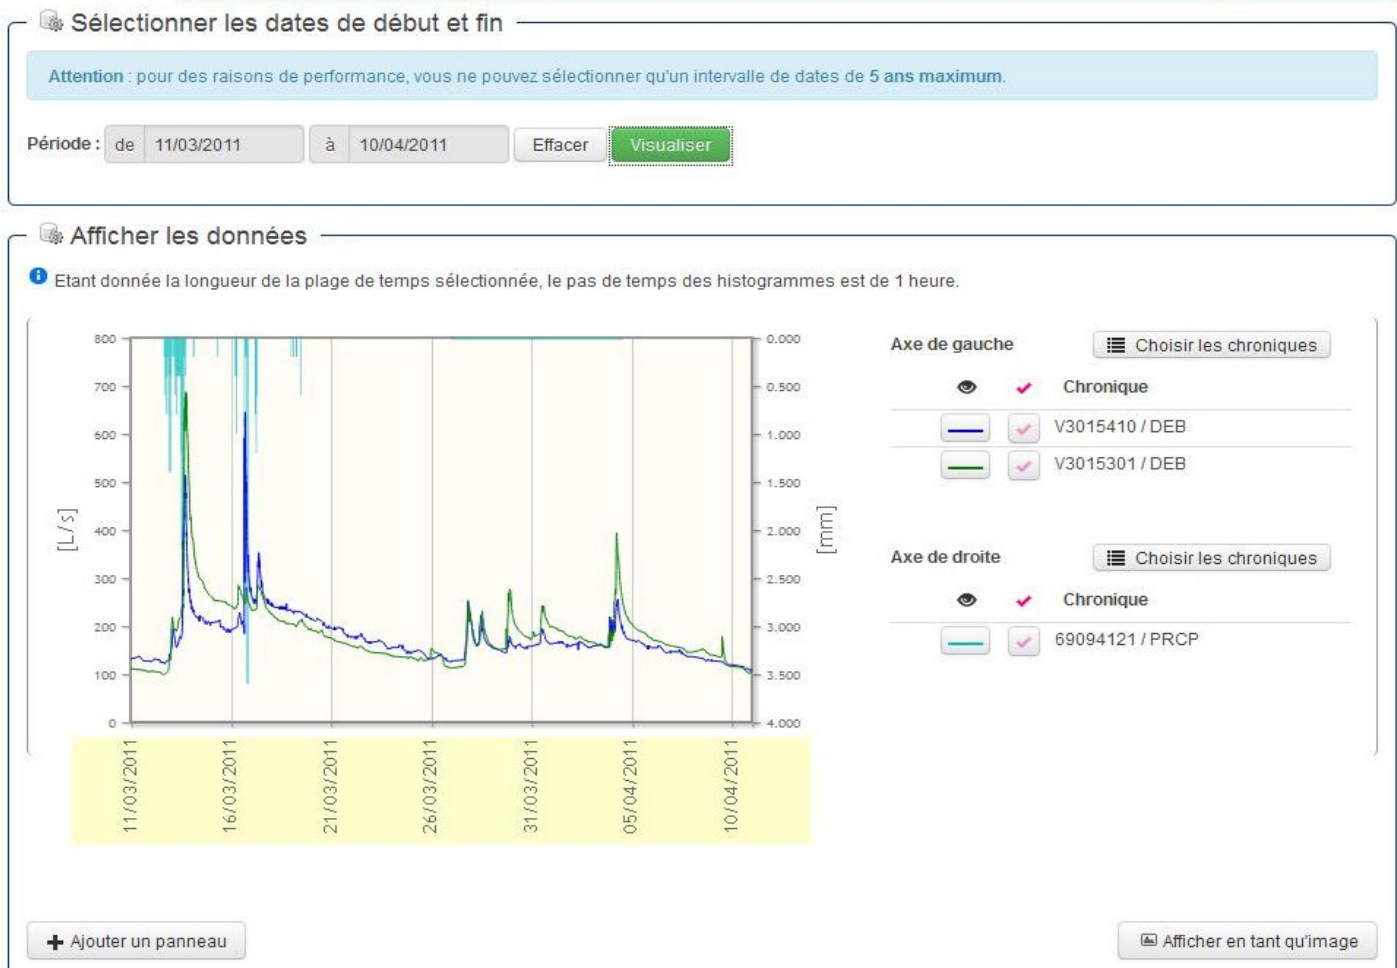 Sélectionner les dates de début et fin
Attention : pour des raisons de performance, vous ne pouvez sélectionner qu'un intervalle de dates de 5 ans maximum.
Période : de 11/03/2011 à 10/04/2011 Effacer Visualiser
Afficher les données
Etant donnée la longueur de la plage de temps sélectionnée, le pas de temps des histogrammes est de 1 heure.
800
700
600
500
400
300
200
100
0
[L/s]
0.000
0.500
1.000
1.500
2.000
2.500
3.000
3.500
4.000
[mm]
11/03/2011
16/03/2011
21/03/2011
26/03/2011
31/03/2011
05/04/2011
10/04/2011
Axe de gauche Choisir les chroniques
Chronique
V3015410 / DEB
V3015301 / DEB
Axe de droite Choisir les chroniques
Chronique
69094121 / PRCP
Ajouter un panneau
Afficher en tant qu'image